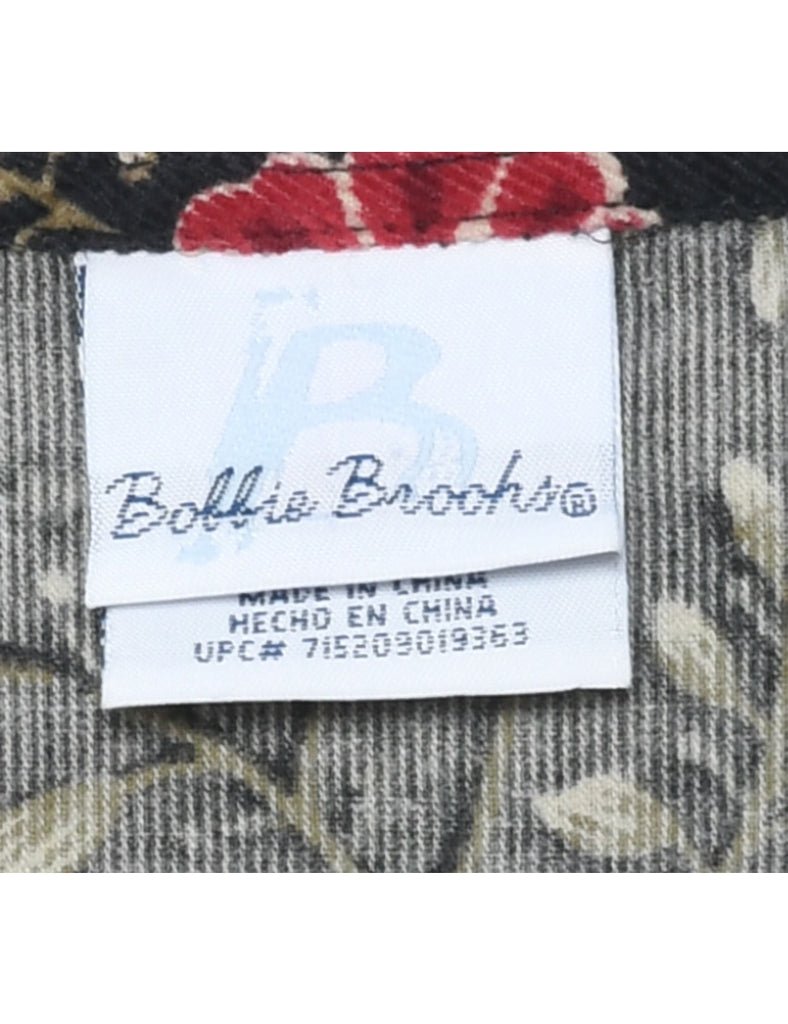 B
Bobbie Brooks®
MADE IN CHINA
HECHO EN CHINA
UPC# 715209019363